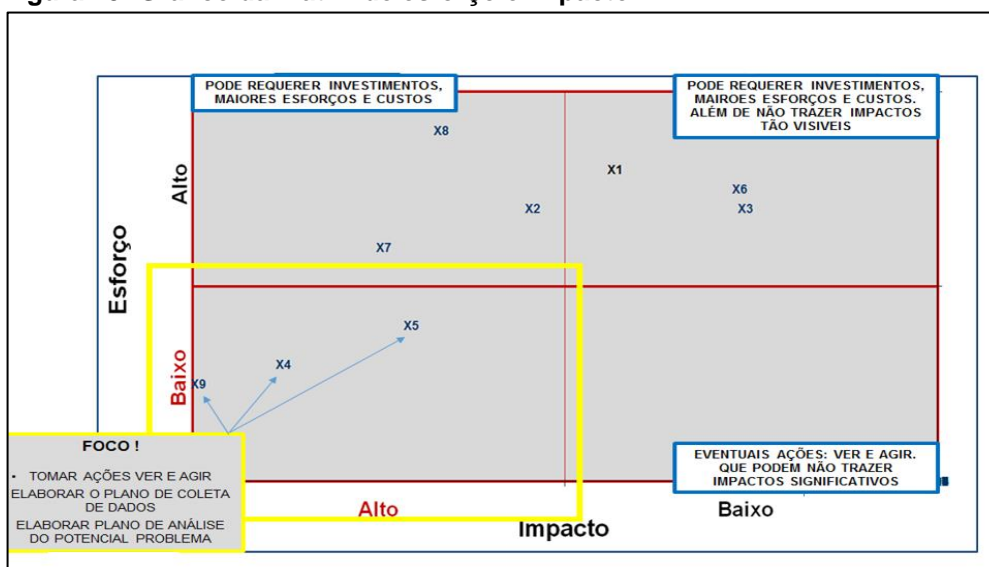 PODE REQUERER INVESTIMENTOS,
MAIORES ESFORÇOS E CUSTOS
PODE REQUERER INVESTIMENTOS,
MAIROES ESFORÇOS E CUSTOS.
ALÉM DE NÃO TRAZER IMPACTOS
TÃO VISIVEIS
Esforço
Alto
Baixo
X8
X1
X6
X2
X3
X7
X5
X4
X9
FOCO !
• TOMAR AÇÕES VER E AGIR
ELABORAR O PLANO DE COLETA
DE DADOS
ELABORAR PLANO DE ANÁLISE
DO POTENCIAL PROBLEMA
EVENTUAIS AÇÕES: VER E AGIR.
QUE PODEM NÃO TRAZER
IMPACTOS SIGNIFICATIVOS
Alto
Baixo
Impacto